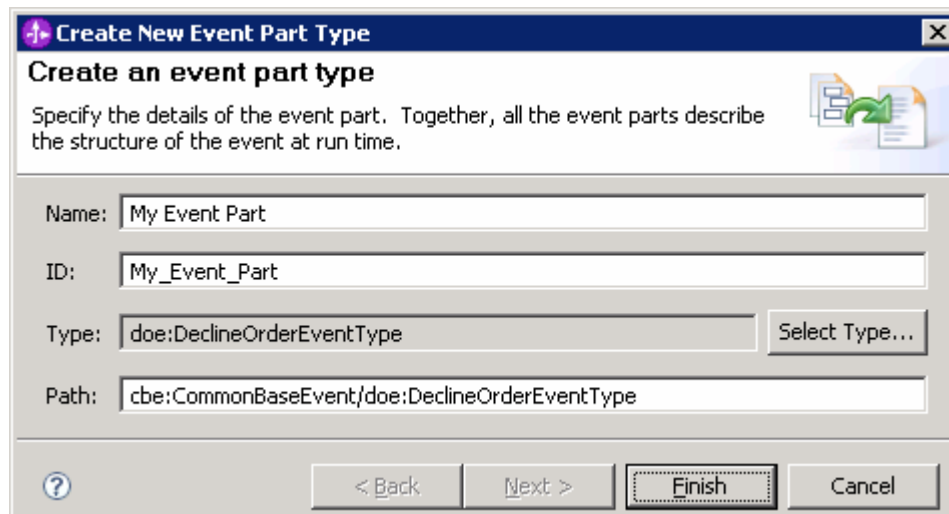 Create New Event Part Type
Create an event part type
Specify the details of the event part.  Together, all the event parts describe
the structure of the event at run time.
Name: My Event Part
ID: My_Event_Part
Type: doe:DeclineOrderEventType Select Type...
Path: cbe:CommonBaseEvent/doe:DeclineOrderEventType
? < Back Next > Finish Cancel